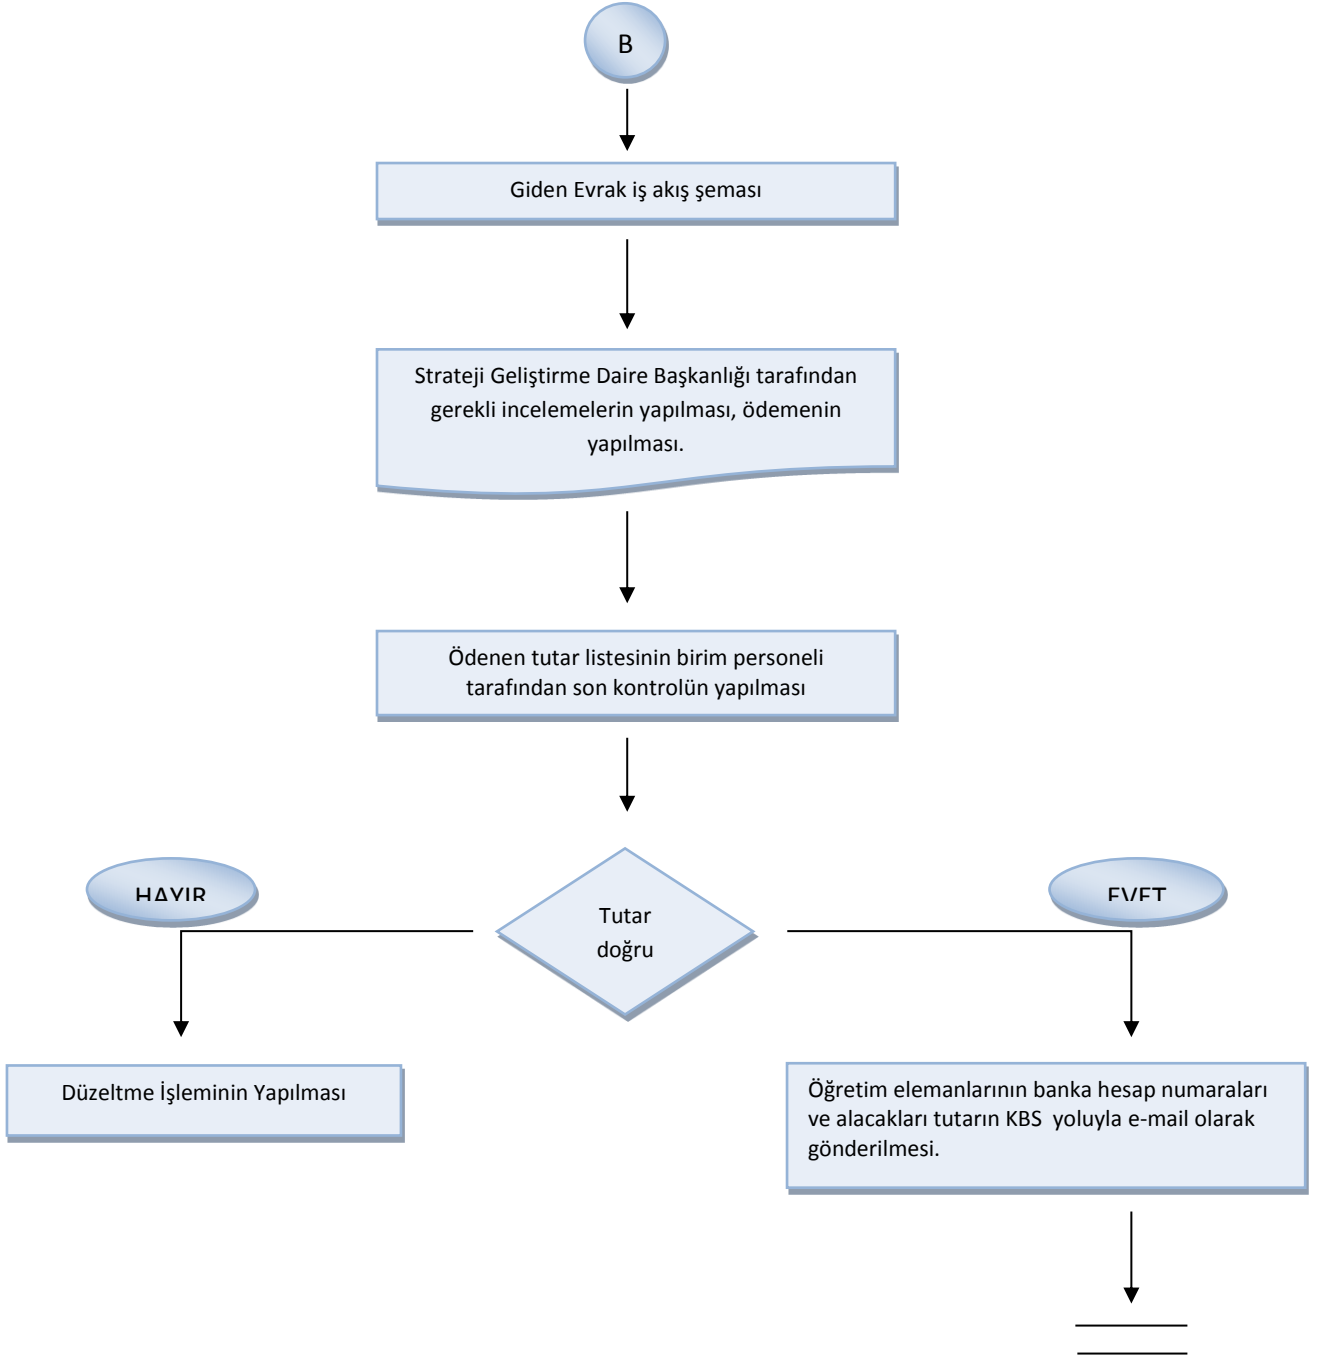 B
Giden Evrak iş akış şeması
Strateji Geliştirme Daire Başkanlığı tarafından
gerekli incelemelerin yapılması, ödemenin
yapılması.
Ödenen tutar listesinin birim personeli
tarafından son kontrolün yapılması
HAYIR
EVET
Tutar
doğru
Düzeltme İşleminin Yapılması
Öğretim elemanlarının banka hesap numaraları
ve alacakları tutarın KBS yoluyla e-mail olarak
gönderilmesi.